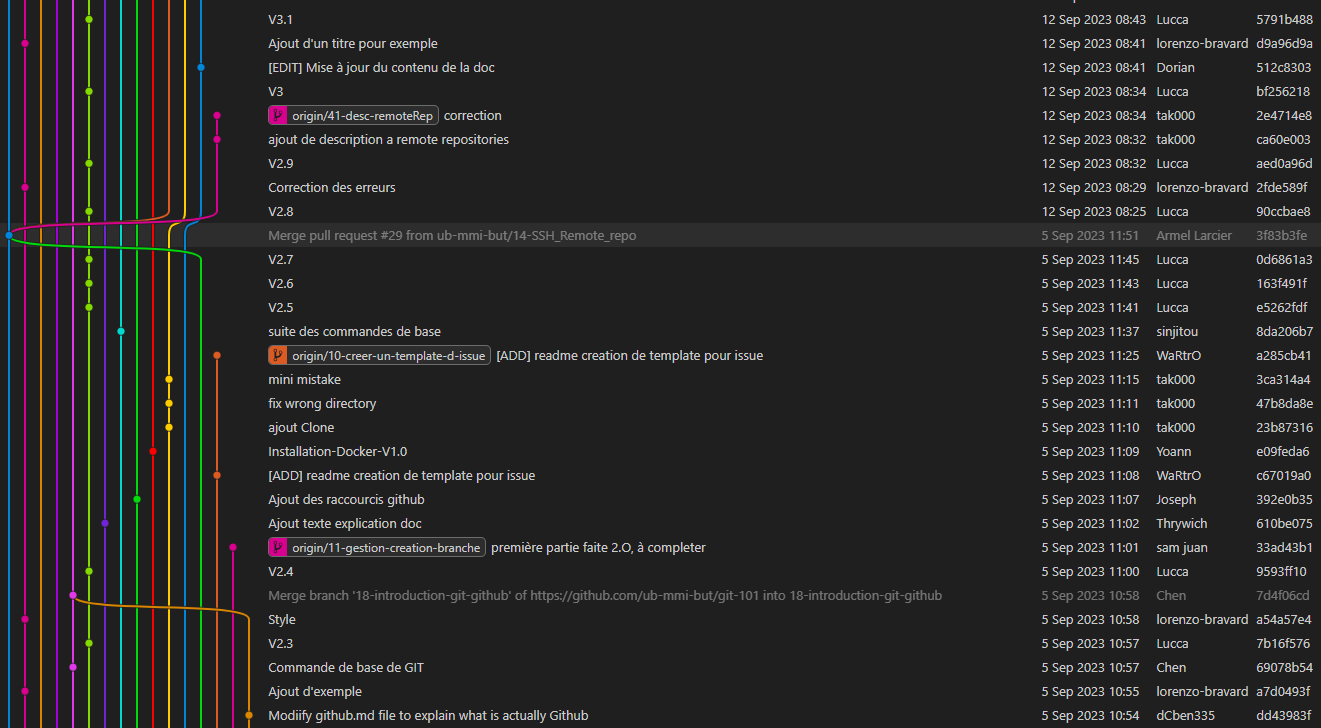 V3.1 12 Sep 2023 08:43 Lucca 5791b488
Ajout d'un titre pour exemple 12 Sep 2023 08:41 lorenzo-bravard d9a96d9a
[EDIT] Mise à jour du contenu de la doc 12 Sep 2023 08:41 Dorian 512c8303
V3 12 Sep 2023 08:34 Lucca bf256218
origin/41-desc-remoteRep correction 12 Sep 2023 08:34 tak000 2e4714e8
ajout de description a remote repositories 12 Sep 2023 08:32 tak000 ca60e003
V2.9 12 Sep 2023 08:32 Lucca aed0a96d
Correction des erreurs 12 Sep 2023 08:29 lorenzo-bravard 2fde589f
V2.8 12 Sep 2023 08:25 Lucca 90ccbae8
Merge pull request #29 from ub-mmi-but/14-SSH_Remote_repo 5 Sep 2023 11:51 Armel Larcier 3f83b3fe
V2.7 5 Sep 2023 11:45 Lucca 0d6861a3
V2.6 5 Sep 2023 11:43 Lucca 163f491f
V2.5 5 Sep 2023 11:41 Lucca e5262fdf
suite des commandes de base 5 Sep 2023 11:37 sinjitou 8da206b7
origin/10-creer-un-template-d-issue [ADD] readme creation de template pour issue 5 Sep 2023 11:25 WaRtrO a285cb41
mini mistake 5 Sep 2023 11:15 tak000 3ca314a4
fix wrong directory 5 Sep 2023 11:11 tak000 47b8da8e
ajout Clone 5 Sep 2023 11:10 tak000 23b87316
Installation-Docker-V1.0 5 Sep 2023 11:09 Yoann e09feda6
[ADD] readme creation de template pour issue 5 Sep 2023 11:08 WaRtrO c67019a0
Ajout des raccourcis github 5 Sep 2023 11:07 Joseph 392e0b35
Ajout texte explication doc 5 Sep 2023 11:02 Thrywich 610be075
origin/11-gestion-creation-branche première partie faite 2.O, à completer 5 Sep 2023 11:01 sam juan 33ad43b1
V2.4 5 Sep 2023 11:00 Lucca 9593ff10
Merge branch '18-introduction-git-github' of https://github.com/ub-mmi-but/git-101 into 18-introduction-git-github 5 Sep 2023 10:58 Chen 7d4f06cd
Style 5 Sep 2023 10:58 lorenzo-bravard a54a57e4
V2.3 5 Sep 2023 10:57 Lucca 7b16f576
Commande de base de GIT 5 Sep 2023 10:57 Chen 69078b54
Ajout d'exemple 5 Sep 2023 10:55 lorenzo-bravard a7d0493f
Modiify github.md file to explain what is actually Github 5 Sep 2023 10:54 dCben335 dd43983f